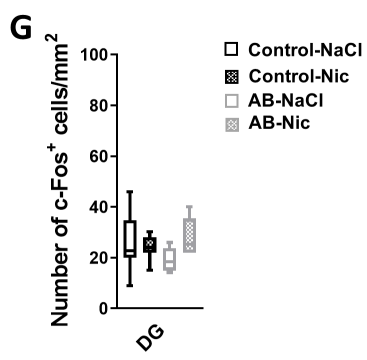 G
Number of c-Fos⁺ cells/mm²
100
80
60
40
20
0
DG
Control-NaCl
Control-Nic
AB-NaCl
AB-Nic